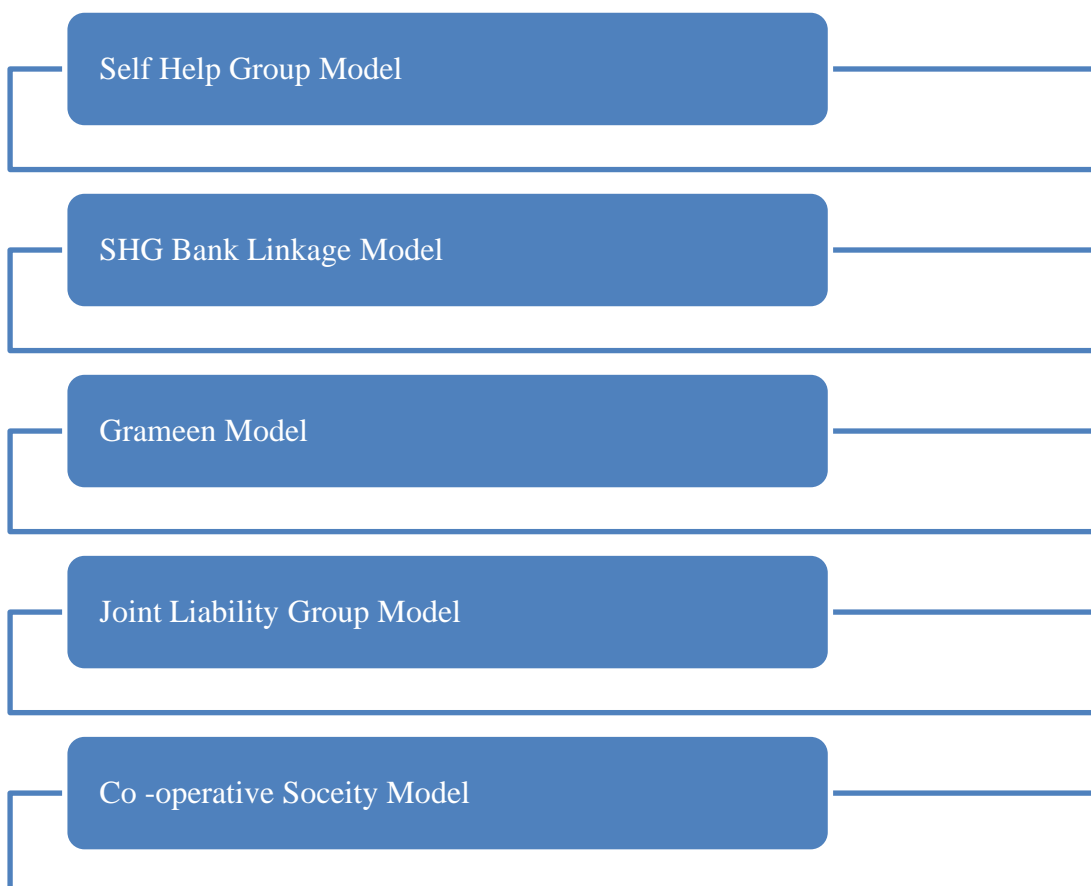 Self Help Group Model
SHG Bank Linkage Model
Grameen Model
Joint Liability Group Model
Co -operative Soceity Model